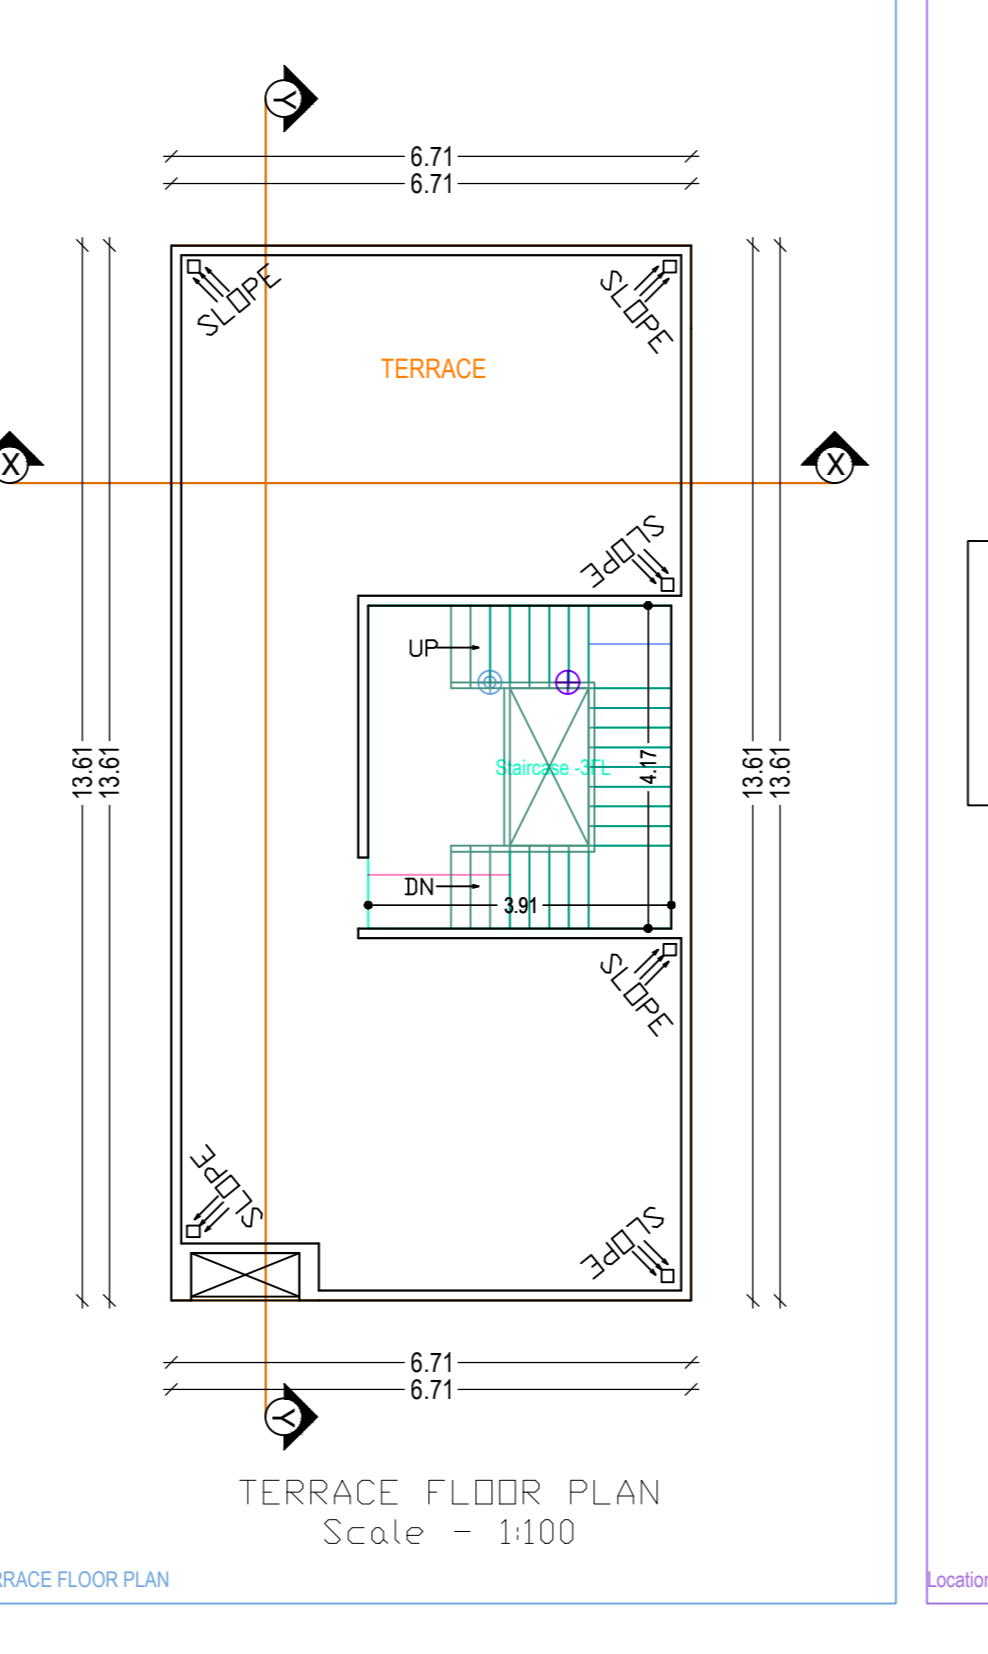 Y
6.71
6.71
SLOPE
SLOPE
TERRACE
X
X
SLOPE
UP
13.61
13.61
Staircase -3FL
4.17
13.61
13.61
DN
3.91
SLOPE
SLOPE
SLOPE
6.71
6.71
Y
TERRACE FLOOR PLAN
Scale - 1:100
RRACE FLOOR PLAN
Location